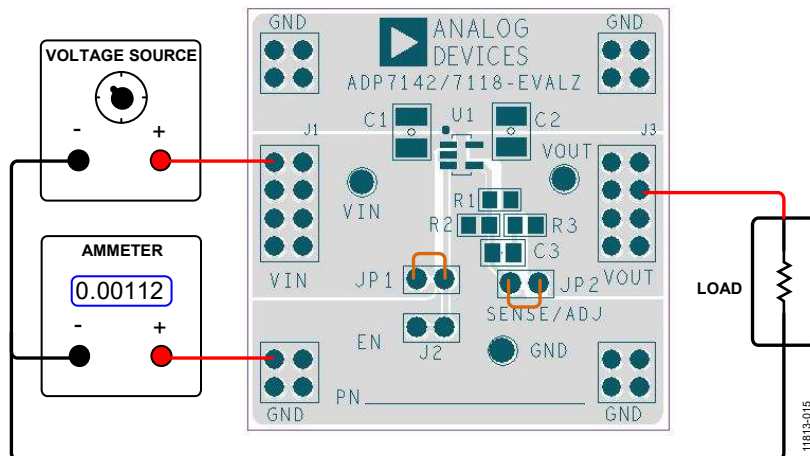 VOLTAGE SOURCE
- +
AMMETER
0.00112
- +
GND
GND
ANALOG
DEVICES
ADP7142/7118-EVALZ
J1
C1
U1
C2
J3
VIN
VOUT
R1
R2
R3
C3
VIN
JP1
JP2
VOUT
SENSE/ADJ
EN
J2
GND
PN
GND
GND
LOAD
11813-015